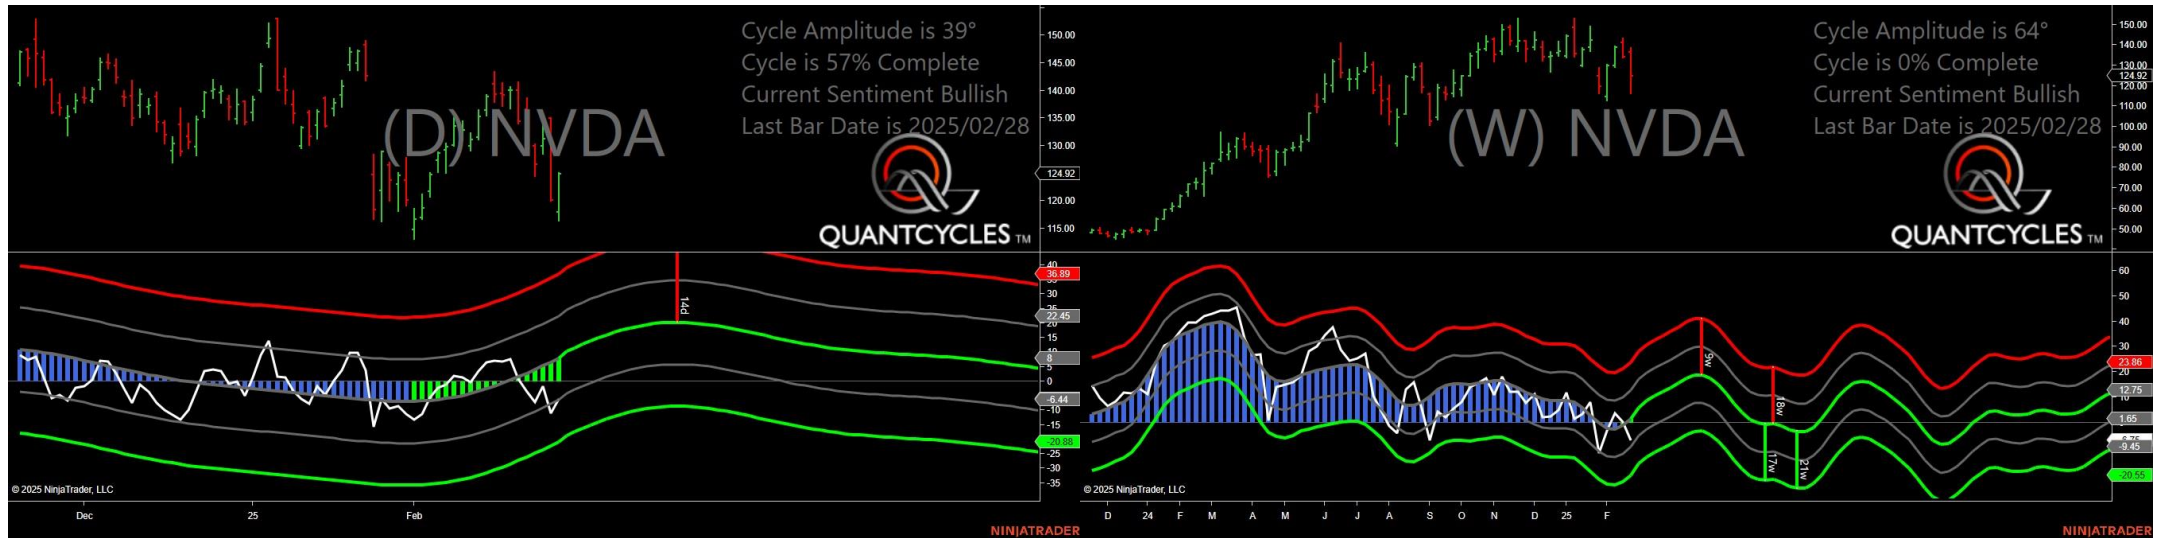 Cycle Amplitude is 39°
Cycle is 57% Complete
Current Sentiment Bullish
Last Bar Date is 2025/02/28
(D) NVDA
QUANTCYCLES TM
150.00
145.00
140.00
135.00
130.00
124.92
120.00
115.00
40
36.89
30
25
22.45
20
15
10
8
5
0
-6.44
-10
-15
-20.88
-25
-30
-35
14d
© 2025 NinjaTrader, LLC
Dec
25
Feb
NINJATRADER
Cycle Amplitude is 64°
Cycle is 0% Complete
Current Sentiment Bullish
Last Bar Date is 2025/02/28
(W) NVDA
QUANTCYCLES TM
150.00
140.00
130.00
124.92
120.00
110.00
100.00
90.00
80.00
70.00
60.00
50.00
60
50
40
30
23.86
20
12.75
10
1.65
-6.75
-9.45
-20.55
9w
18w
17w
21w
© 2025 NinjaTrader, LLC
D 24 F M A M J J A S O N D 25 F
NINJATRADER